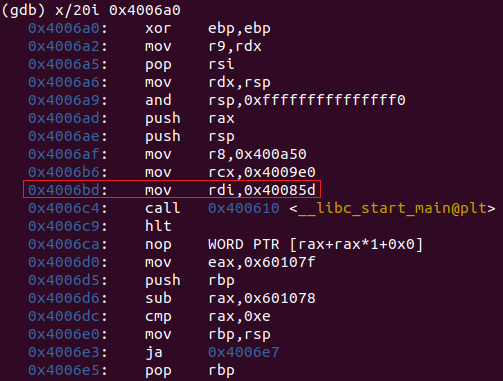 (gdb) x/20i 0x4006a0
0x4006a0: xor ebp,ebp
0x4006a2: mov r9,rdx
0x4006a5: pop rsi
0x4006a6: mov rdx,rsp
0x4006a9: and rsp,0xfffffffffffffff0
0x4006ad: push rax
0x4006ae: push rsp
0x4006af: mov r8,0x400a50
0x4006b6: mov rcx,0x4009e0
0x4006bd: mov rdi,0x40085d
0x4006c4: call 0x400610 <__libc_start_main@plt>
0x4006c9: hlt
0x4006ca: nop WORD PTR [rax+rax*1+0x0]
0x4006d0: mov eax,0x60107f
0x4006d5: push rbp
0x4006d6: sub rax,0x601078
0x4006dc: cmp rax,0xe
0x4006e0: mov rbp,rsp
0x4006e3: ja 0x4006e7
0x4006e5: pop rbp